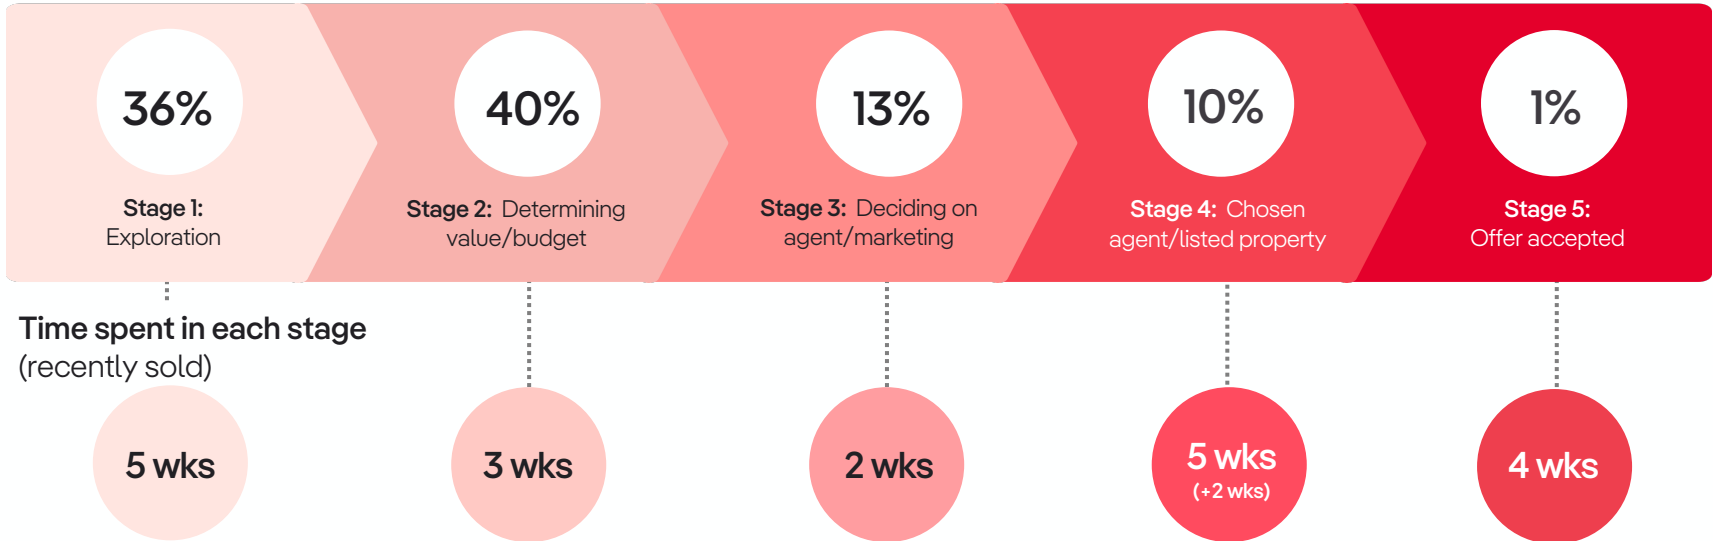 36%
40%
13%
10%
1%
Stage 1:
Exploration
Stage 2: Determining
value/budget
Stage 3: Deciding on
agent/marketing
Stage 4: Chosen
agent/listed property
Stage 5:
Offer accepted
Time spent in each stage
(recently sold)
5 wks
3 wks
2 wks
5 wks
(+2 wks)
4 wks